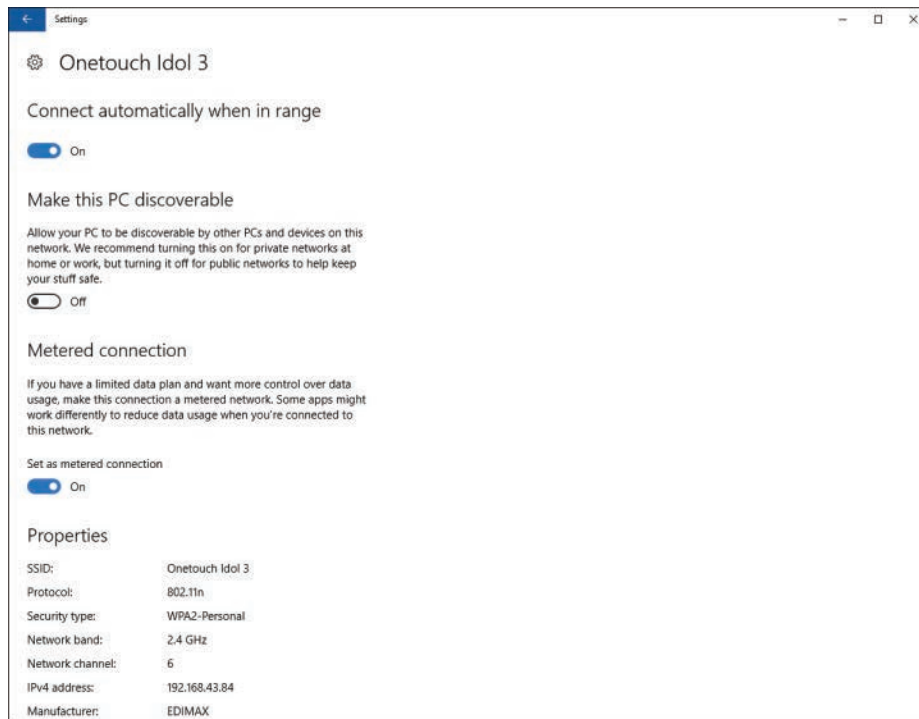 Settings
Onetouch Idol 3
Connect automatically when in range
On
Make this PC discoverable
Allow your PC to be discoverable by other PCs and devices on this
network. We recommend turning this on for private networks at
home or work, but turning it off for public networks to help keep
your stuff safe.
Off
Metered connection
If you have a limited data plan and want more control over data
usage, make this connection a metered network. Some apps might
work differently to reduce data usage when you're connected to
this network.
Set as metered connection
On
Properties
SSID: Onetouch Idol 3
Protocol: 802.11n
Security type: WPA2-Personal
Network band: 2.4 GHz
Network channel: 6
IPv4 address: 192.168.43.84
Manufacturer: EDIMAX